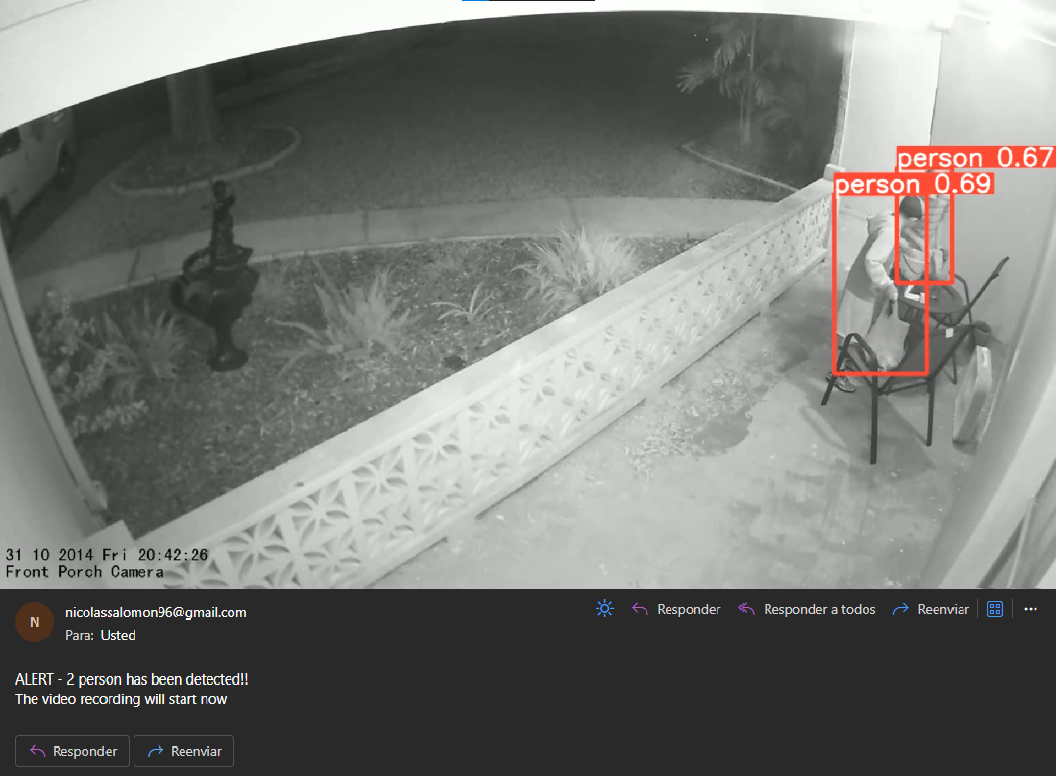 person 0.67
person 0.69
31 10 2014 Fri 20:42:26
Front Porch Camera
N
nicolassalomon96@gmail.com
Para: Usted
Responder
Responder a todos
Reenviar
ALERT - 2 person has been detected!!
The video recording will start now
Responder
Reenviar